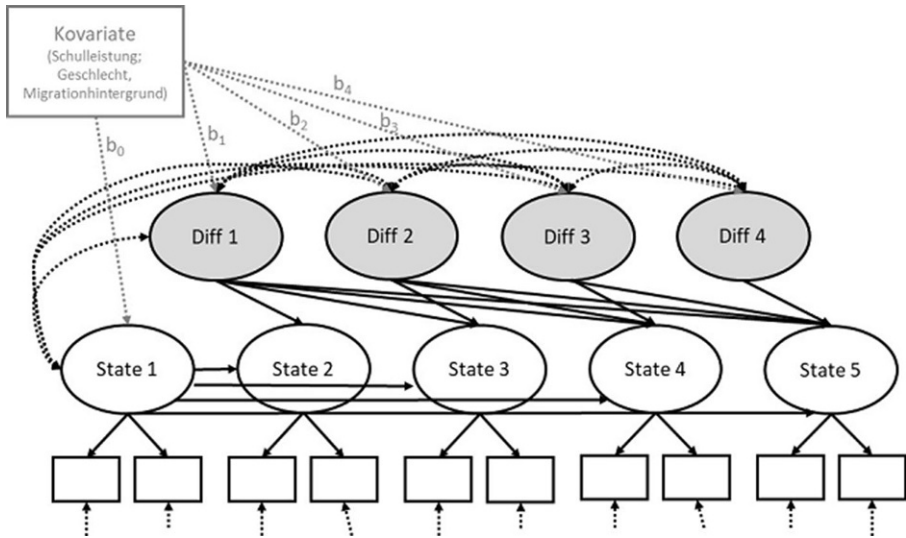 Kovariate
(Schulleistung;
Geschlecht,
Migrationhintergrund)
b4
b2
b3
b1
b0
Diff 1
Diff 2
Diff 3
Diff 4
State 1
State 2
State 3
State 4
State 5